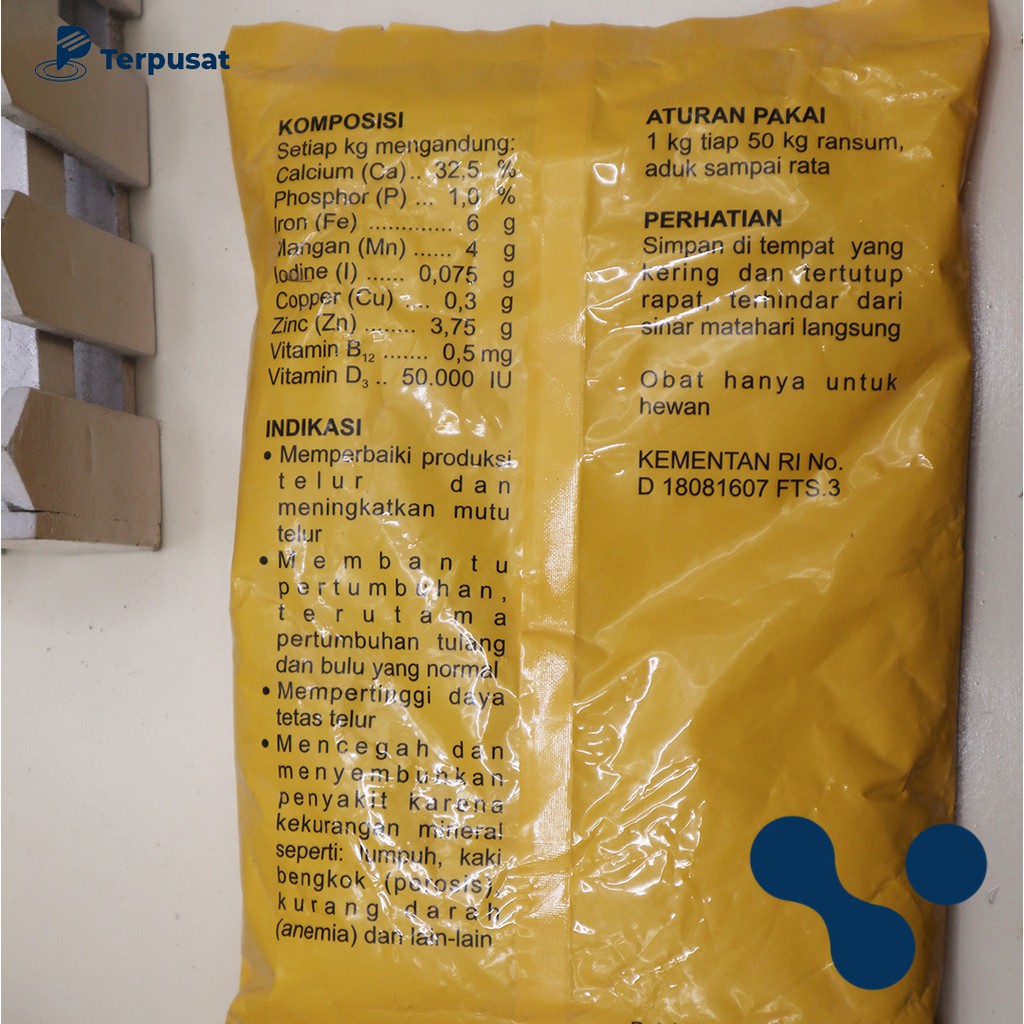 Terpusat
KOMPOSISI
Setiap kg mengandung:
Calcium (Ca).. 32,5 %
Phosphor (P) ... 1,0 %
Iron (Fe) ............. 6 g
Mangan (Mn) ...... 4 g
Iodine (I) ...... 0,075 g
Copper (Cu) .... 0,3 g
Zinc (Zn) ........ 3,75 g
Vitamin B12 ....... 0,5 mg
Vitamin D3 .. 50.000 IU
INDIKASI
• Memperbaiki produksi
telur dan
meningkatkan mutu
telur
• Membantu
pertumbuhan,
terutama
pertumbuhan tulang
dan bulu yang normal
• Mempertinggi daya
tetas telur
• Mencegah dan
menyembuhkan
penyakit karena
kekurangan mineral
seperti: lumpuh, kaki
bengkok (porosis),
kurang darah
(anemia) dan lain-lain
ATURAN PAKAI
1 kg tiap 50 kg ransum,
aduk sampai rata
PERHATIAN
Simpan di tempat yang
kering dan tertutup
rapat, terhindar dari
sinar matahari langsung
Obat hanya untuk
hewan
KEMENTAN RI No.
D 18081607 FTS.3